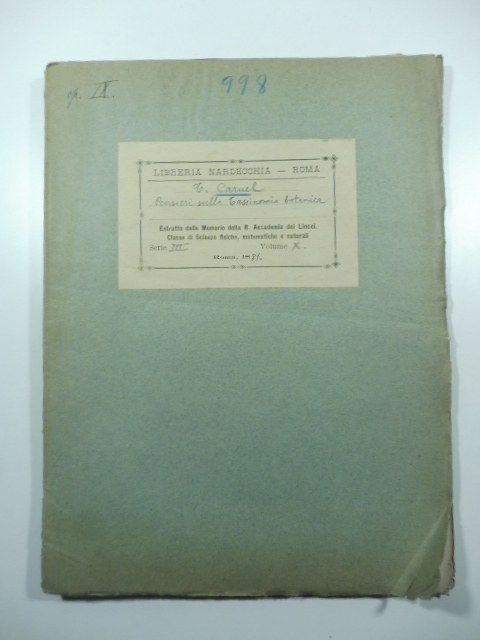 op. IX.
998
LIBRERIA NARDECCHIA — ROMA
T. Caruel
Pensieri sulla Tassinomia botanica
Estratto dalle Memorie della R. Accademia dei Lincei.
Classe di Scienze fisiche, matematiche e naturali
Serie Volume X.
Roma, 1881.